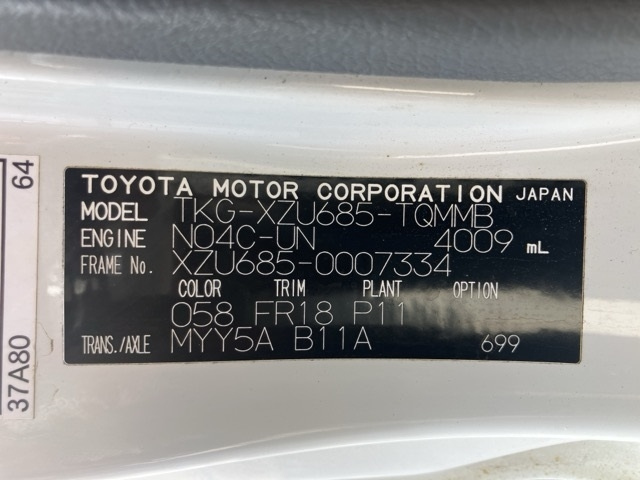 TOYOTA MOTOR CORPORATION JAPAN
MODEL TKG-XZU685-TQMMB
ENGINE N04C-UN 4009 mL
FRAME No. XZU685-0007334
COLOR TRIM PLANT OPTION
058 FR18 P11
TRANS./AXLE MYY5A B11A 699
37A80 64